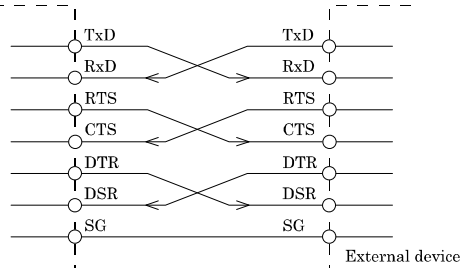 TxD TxD
RxD RxD
RTS RTS
CTS CTS
DTR DTR
DSR DSR
SG SG
External device